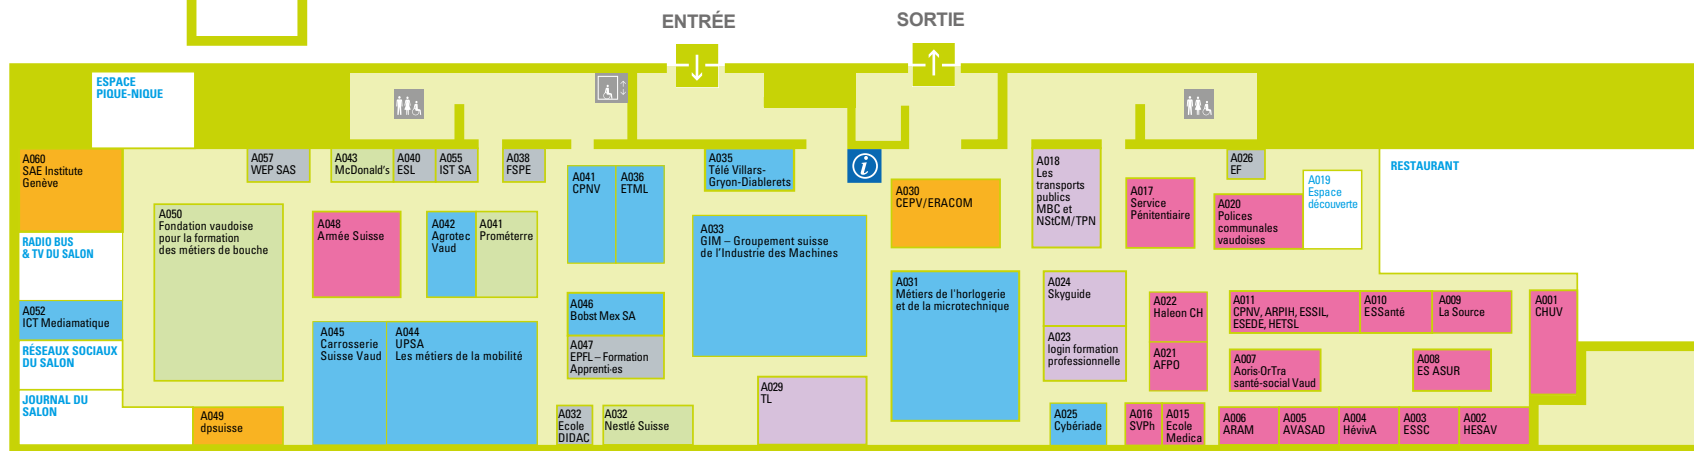 ENTRÉE
SORTIE
ESPACE
PIQUE-NIQUE
A060
SAE Institute
Genève
A057
WEP SAS
A043
McDonald's
A040
ESL
A055
IST SA
A038
FSPE
A041
CPNV
A036
ETML
A035
Télé Villars-
Gryon-Diablerets
i
A030
CEPV/ERACOM
A018
Les
transports
publics
MBC et
NStCM/TPN
A017
Service
Pénitentiaire
A026
EF
A020
Polices
communales
vaudoises
A019
Espace
découverte
RESTAURANT
RADIO BUS
& TV DU SALON
A050
Fondation vaudoise
pour la formation
des métiers de bouche
A048
Armée Suisse
A042
Agrotec
Vaud
A041
Prométerre
A033
GIM – Groupement suisse
de l'Industrie des Machines
A031
Métiers de l'horlogerie
et de la microtechnique
A024
Skyguide
A023
login formation
professionnelle
A022
Haleon CH
A021
AFPO
A011
CPNV, ARPIH, ESSIL,
ESEDE, HETSL
A010
ESSanté
A009
La Source
A001
CHUV
A052
ICT Mediamatique
RÉSEAUX SOCIAUX
DU SALON
JOURNAL DU
SALON
A049
dpsuisse
A045
Carrosserie
Suisse Vaud
A044
UPSA
Les métiers de la mobilité
A046
Bobst Mex SA
A047
EPFL – Formation
Apprenti·es
A032
Ecole
DIDAC
A032
Nestlé Suisse
A029
TL
A025
Cybériade
A016
SVPh
A015
Ecole
Medica
A007
Aoris·OrTra
santé-social Vaud
A008
ES ASUR
A006
ARAM
A005
AVASAD
A004
HévivA
A003
ESSC
A002
HESAV